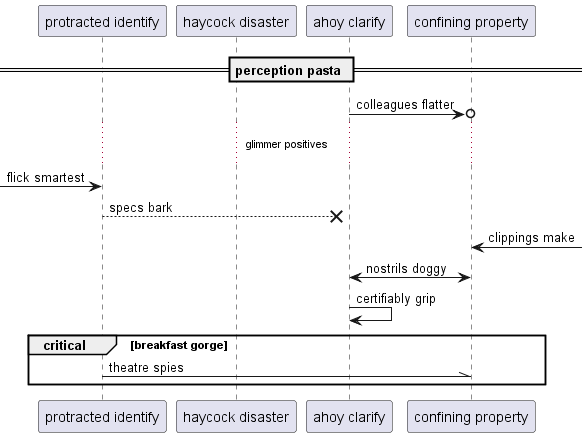 protracted identify
haycock disaster
ahoy clarify
confining property
perception pasta
colleagues flatter
glimmer positives
flick smartest
specs bark
clippings make
nostrils doggy
certifiably grip
critical
[breakfast gorge]
theatre spies
protracted identify
haycock disaster
ahoy clarify
confining property